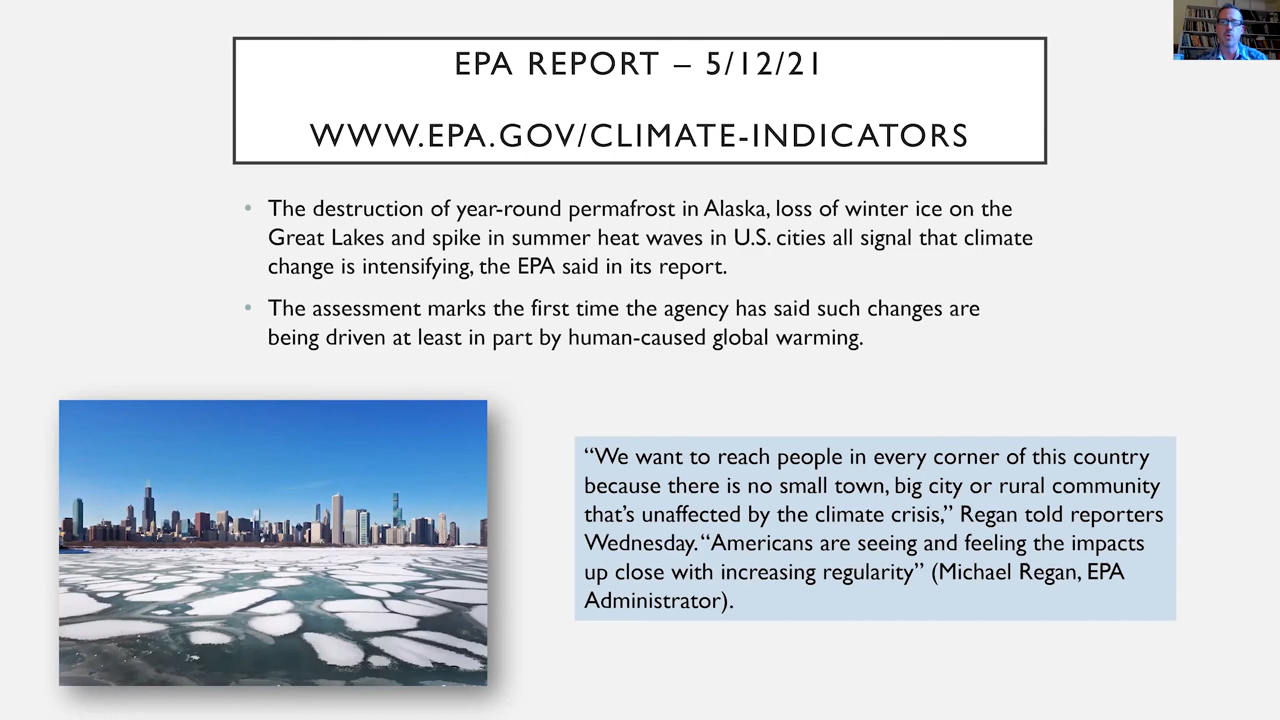 EPA REPORT – 5/12/21
WWW.EPA.GOV/CLIMATE-INDICATORS
• The destruction of year-round permafrost in Alaska, loss of winter ice on the
Great Lakes and spike in summer heat waves in U.S. cities all signal that climate
change is intensifying, the EPA said in its report.
• The assessment marks the first time the agency has said such changes are
being driven at least in part by human-caused global warming.
“We want to reach people in every corner of this country
because there is no small town, big city or rural community
that’s unaffected by the climate crisis,” Regan told reporters
Wednesday. “Americans are seeing and feeling the impacts
up close with increasing regularity” (Michael Regan, EPA
Administrator).